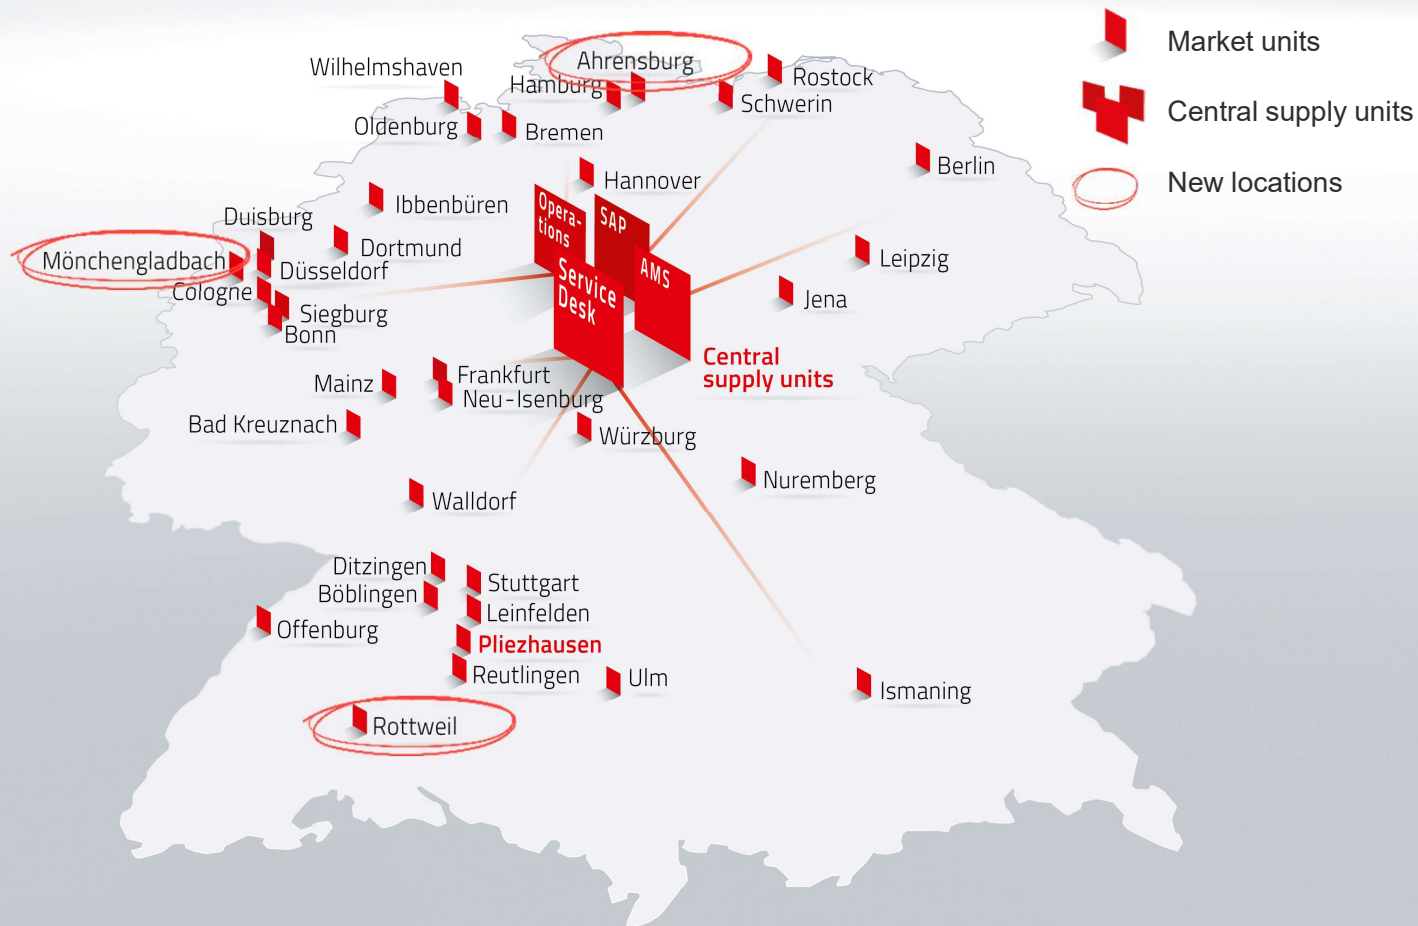 Market units
Central supply units
New locations
Ahrensburg
Wilhelmshaven
Hamburg
Rostock
Schwerin
Oldenburg
Bremen
Berlin
Hannover
Ibbenbüren
Duisburg
Dortmund
Mönchengladbach
Düsseldorf
Cologne
Siegburg
Bonn
Opera-
tions
SAP
AMS
Service
Desk
Leipzig
Jena
Central
supply units
Mainz
Frankfurt
Neu-Isenburg
Bad Kreuznach
Würzburg
Nuremberg
Walldorf
Ditzingen
Stuttgart
Böblingen
Leinfelden
Offenburg
Pliezhausen
Reutlingen
Ulm
Ismaning
Rottweil